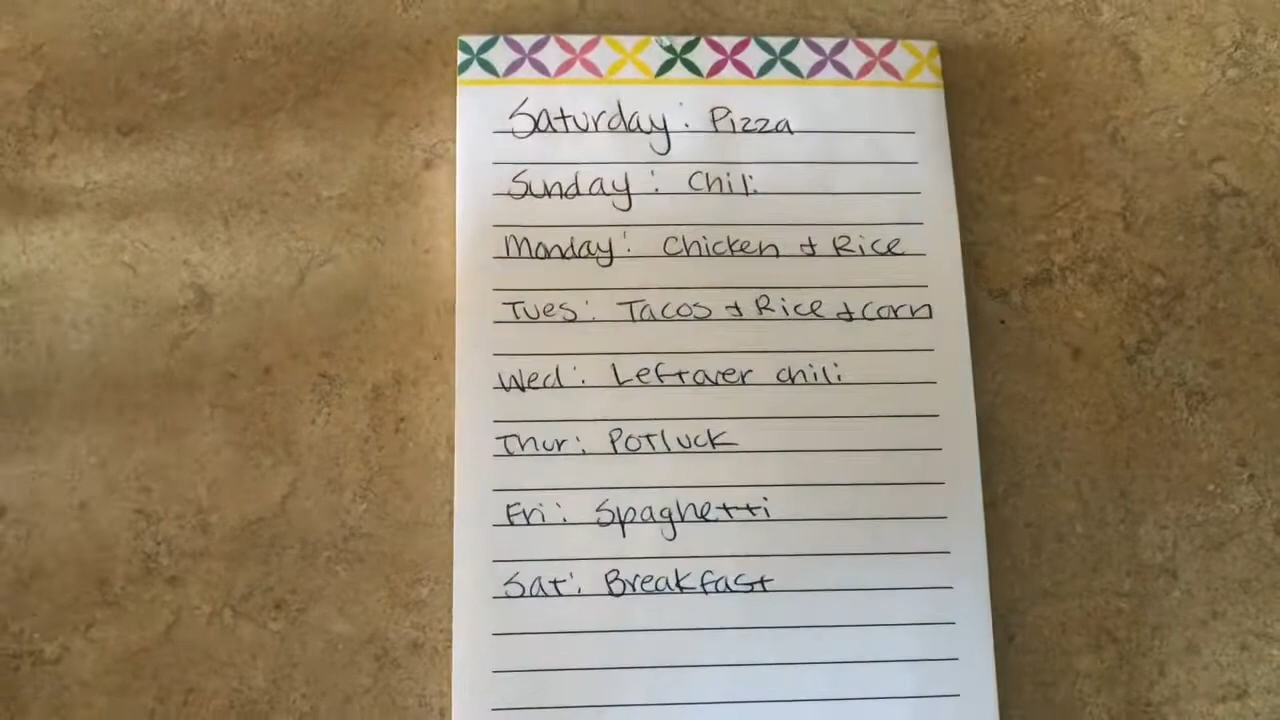 Saturday: Pizza
Sunday: Chili
Monday: Chicken & Rice
Tues: Tacos & Rice & Corn
Wed: Leftover chili
Thur: Potluck
Fri: Spaghetti
Sat: Breakfast